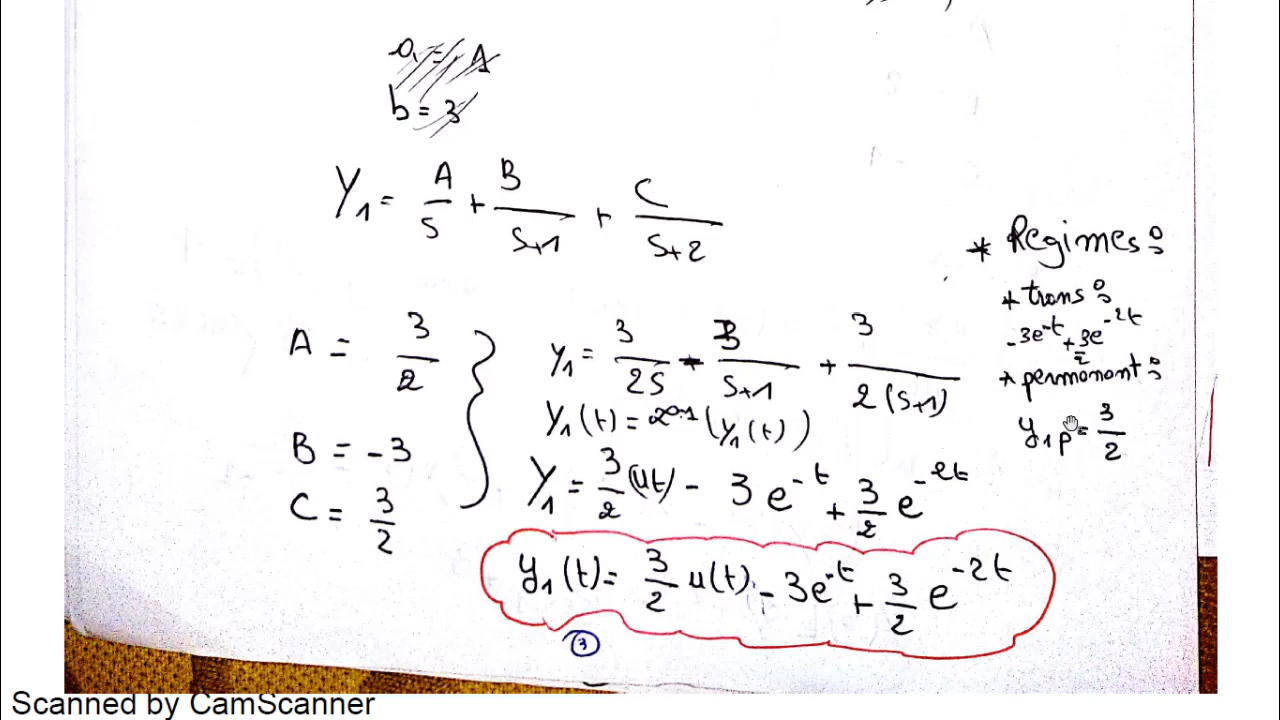 a = A
b = 3
Y₁ = A/s + B/(s+1) + C/(s+2)
A = 3/2
B = -3
C = 3/2
y₁ = 3/2s - 3/(s+1) + 3/2(s+1)
Y₁(t) = (y₁(t))
Y₁ = 3/2 u(t) - 3e^-t + 3/2 e^-2t
y₁(t) = 3/2 u(t) - 3e^-t + 3/2 e^-2t
3
* Regimes:
+ trans:
-3e^-t + 3/2 e^-2t
* permanant:
y₁p = 3/2
Scanned by CamScanner